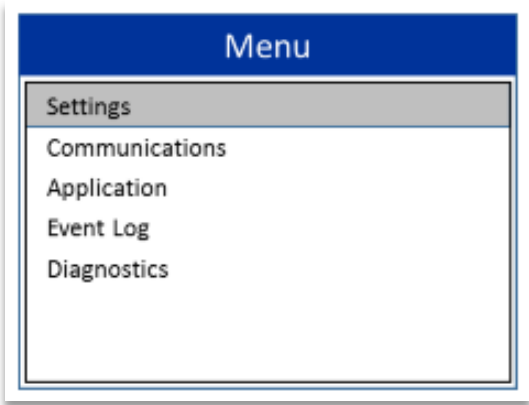 Menu
Settings
Communications
Application
Event Log
Diagnostics